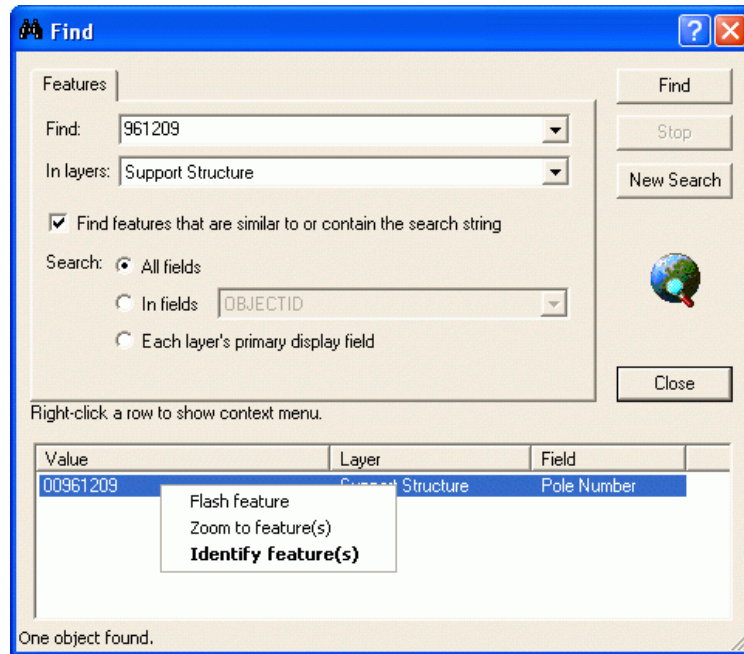 Find
Features
Find: 961209
In layers: Support Structure
Find features that are similar to or contain the search string
Search: All fields
In fields OBJECTID
Each layer's primary display field
Find
Stop
New Search
Close
Right-click a row to show context menu.
Value Layer Field
00961209 Support Structure Pole Number
Flash feature
Zoom to feature(s)
Identify feature(s)
One object found.